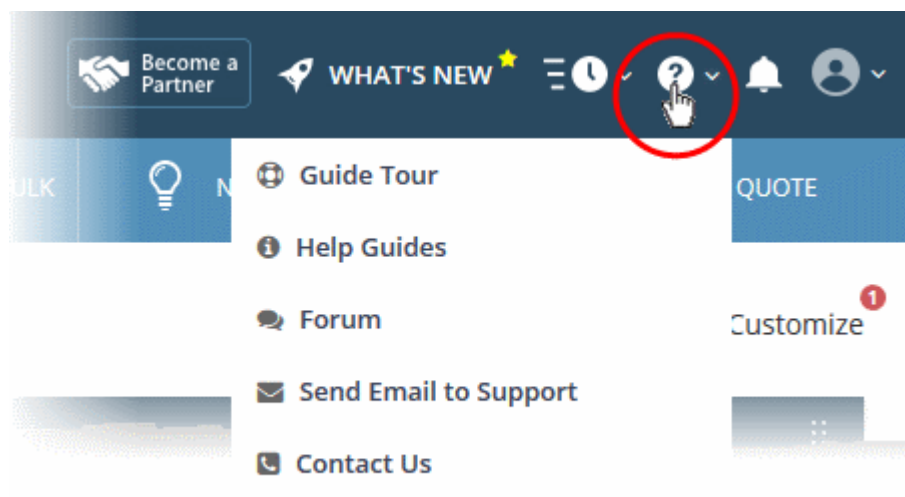 Become a
Partner
WHAT'S NEW
Guide Tour
QUOTE
Help Guides
Forum
1
Customize
Send Email to Support
Contact Us